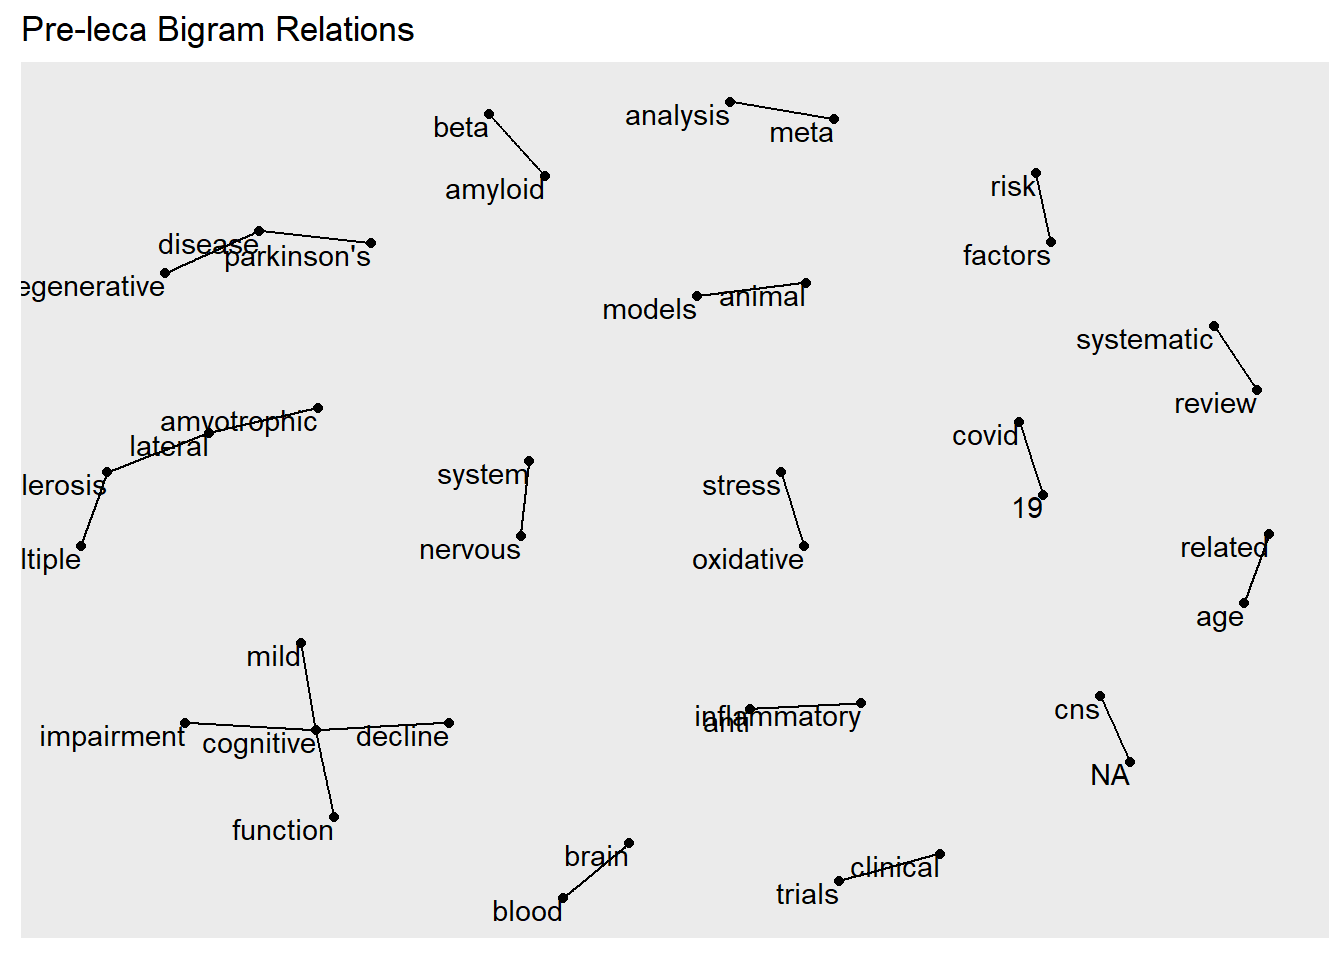 Pre-leca Bigram Relations
analysis
beta
meta
amyloid
risk
disease
parkinson's
factors
egenerative
animal
models
systematic
review
amyotrophic
covid
lateral
system
stress
lerosis
19
related
nervous
oxidative
ltiple
age
mild
cns
inflammatory
anti
impairment
cognitive
decline
NA
function
brain
clinical
trials
blood